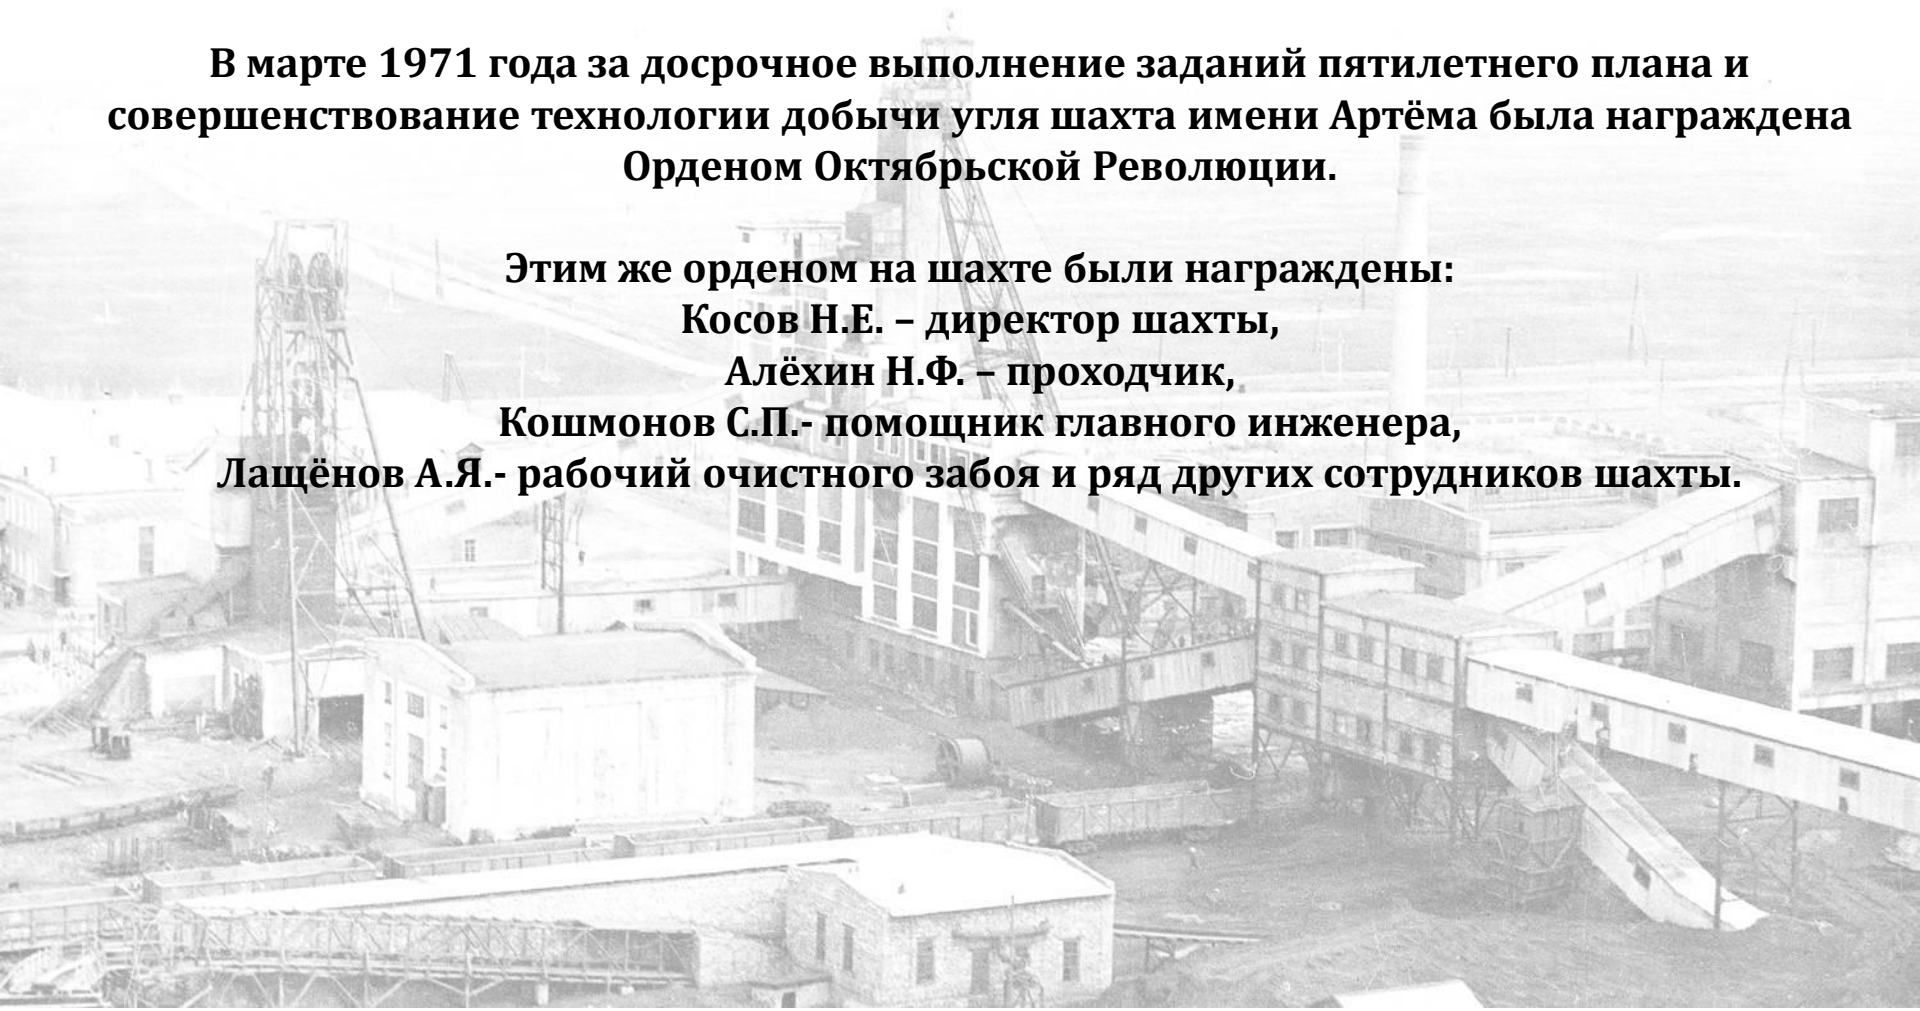 В марте 1971 года за досрочное выполнение заданий пятилетнего плана и
совершенствование технологии добычи угля шахта имени Артёма была награждена
Орденом Октябрьской Революции.
Этим же орденом на шахте были награждены:
Косов Н.Е. – директор шахты,
Алёхин Н.Ф. – проходчик,
Кошмонов С.П.- помощник главного инженера,
Лащёнов А.Я.- рабочий очистного забоя и ряд других сотрудников шахты.